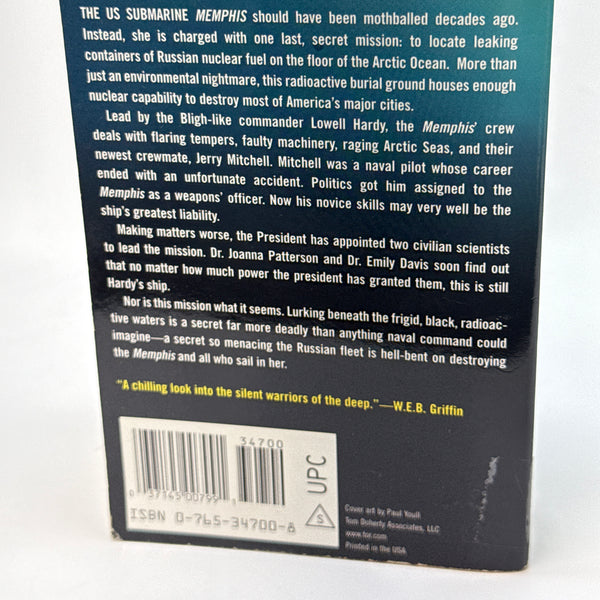 THE US SUBMARINE MEMPHIS should have been mothballed decades ago.
Instead, she is charged with one last, secret mission: to locate leaking
containers of Russian nuclear fuel on the floor of the Arctic Ocean. More than
just an environmental nightmare, this radioactive burial ground houses enough
nuclear capability to destroy most of America's major cities.
Lead by the Bligh-like commander Lowell Hardy, the Memphis' crew
deals with flaring tempers, faulty machinery, raging Arctic Seas, and their
newest crewmate, Jerry Mitchell. Mitchell was a naval pilot whose career
ended with an unfortunate accident. Politics got him assigned to the
Memphis as a weapons' officer. Now his novice skills may very well be the
ship's greatest liability.
Making matters worse, the President has appointed two civilian scientists
to lead the mission. Dr. Joanna Patterson and Dr. Emily Davis soon find out
that no matter how much power the president has granted them, this is still
Hardy's ship.
Nor is this mission what it seems. Lurking beneath the frigid, black, radioac-
tive waters is a secret far more deadly than anything naval command could
imagine—a secret so menacing the Russian fleet is hell-bent on destroying
the Memphis and all who sail in her.
"A chilling look into the silent warriors of the deep."—W.E.B. Griffin
34700
0 37145 00799 1
ISBN 0-765-34700-8
UPC
S
Cover art by Paul Youll
Tom Doherty Associates, LLC
www.tor.com
Printed in the USA